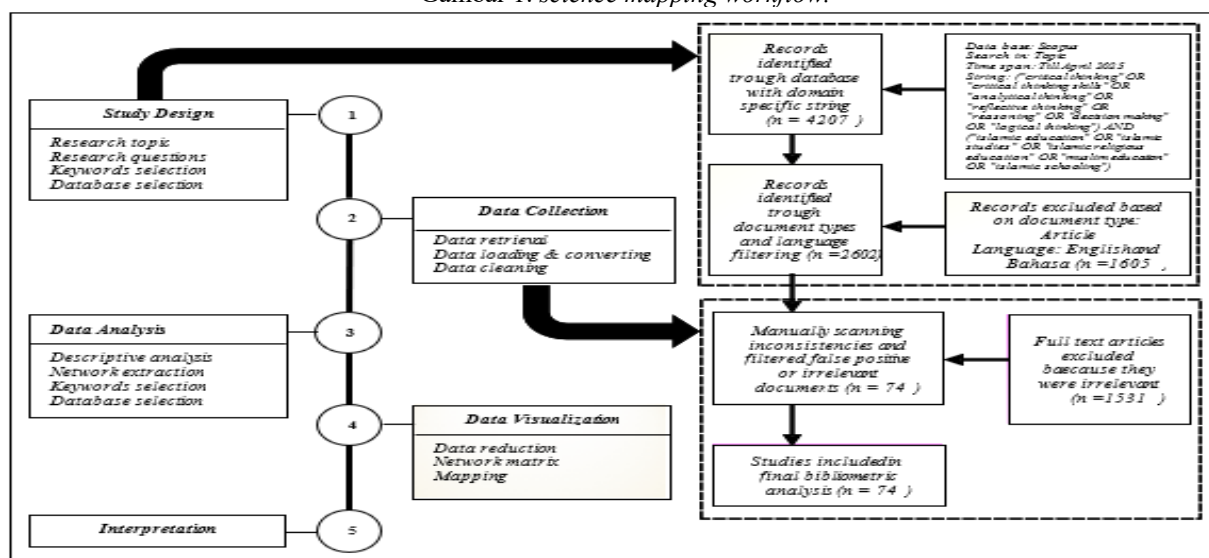 Gambar 1. science mapping workflow.
Study Design
Research topic
Research questions
Keywords selection
Database selection
1
2
Data Collection
Data retrieval
Data loading & converting
Data cleaning
Data Analysis
Descriptive analysis
Network extraction
Keywords selection
Database selection
3
4
Data Visualization
Data reduction
Network matrix
Mapping
Interpretation
5
Records
identified
trough database
with domain
specific string
(n = 4207 )
Data base: Scopus
Search in: Topic
Time span: Till April 2025
String: ("critical thinking" OR
"critical thinking skills" OR
"analytical thinking" OR
"reflective thinking" OR
"reasoning" OR "decision making"
OR "logical thinking") AND
("islamic education" OR "islamic
studies" OR "islamic religious
education" OR "muslim educaton"
OR "islamic schooling")
Records
identified
trough
document types
and language
filtering (n =2602)
Records excluded based
on document type:
Article
Language: Englishand
Bahasa (n =1605 ,
Manually scanning
inconsistencies and
filtered false positive
or irrelevant
documents (n = 74 )
Full text articles
excluded
baecause they
were irrelevant
(n =1531 )
Studies includedin
final bibliometric
analysis (n = 74 )